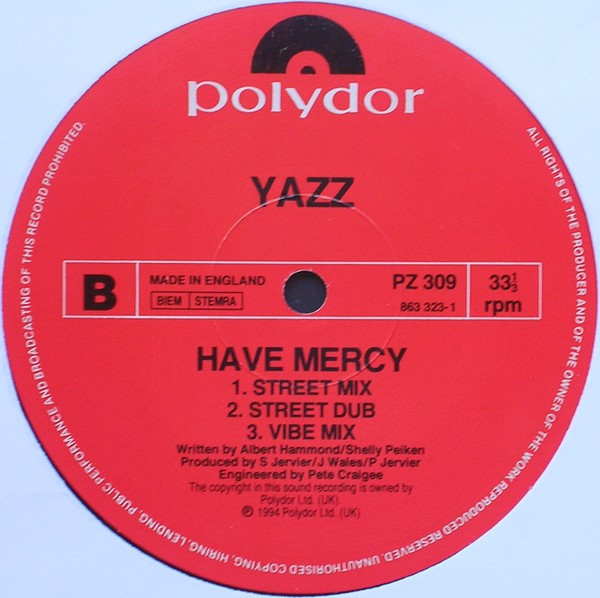 polydor
YAZZ
B
MADE IN ENGLAND
BIEM STEMRA
PZ 309
863 323-1
33⅓
rpm
HAVE MERCY
1. STREET MIX
2. STREET DUB
3. VIBE MIX
Written by Albert Hammond/Shelly Peiken
Produced by S Jervier/J Wales/P Jervier
Engineered by Pete Craigee
The copyright in this sound recording is owned by
Polydor Ltd. (UK).
℗ 1994 Polydor Ltd. (UK)
ALL RIGHTS OF THE PRODUCER AND OF THE OWNER OF THE WORK REPRODUCED RESERVED. UNAUTHORISED COPYING, HIRING, LENDING, PUBLIC PERFORMANCE AND BROADCASTING OF THIS RECORD PROHIBITED.